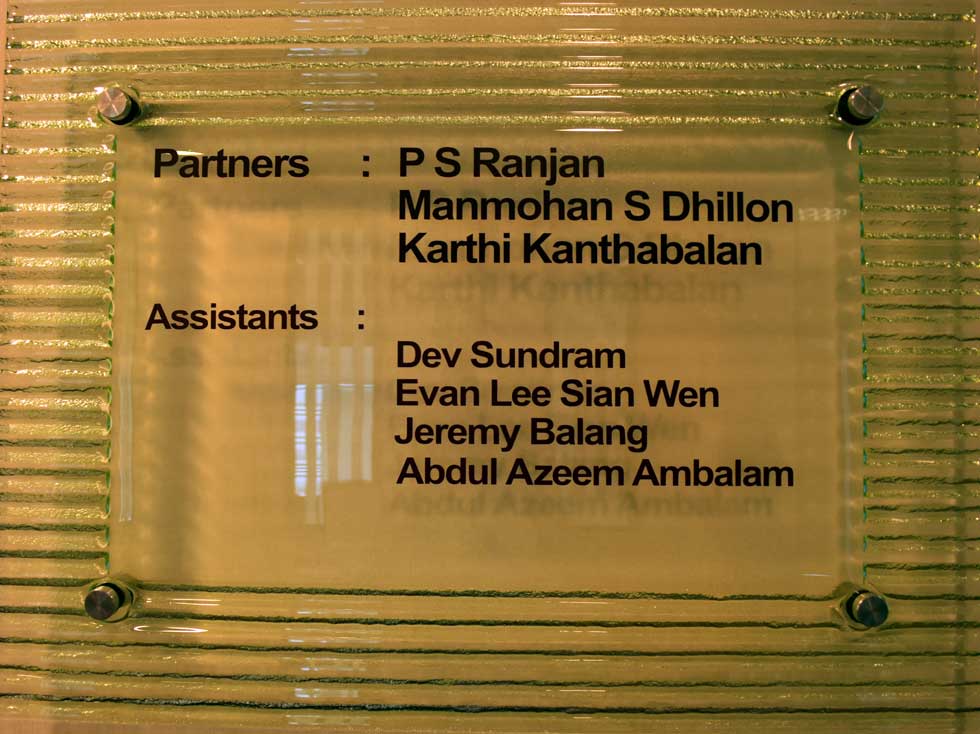 Partners : P S Ranjan
Manmohan S Dhillon
Karthi Kanthabalan
Assistants :
Dev Sundram
Evan Lee Sian Wen
Jeremy Balang
Abdul Azeem Ambalam